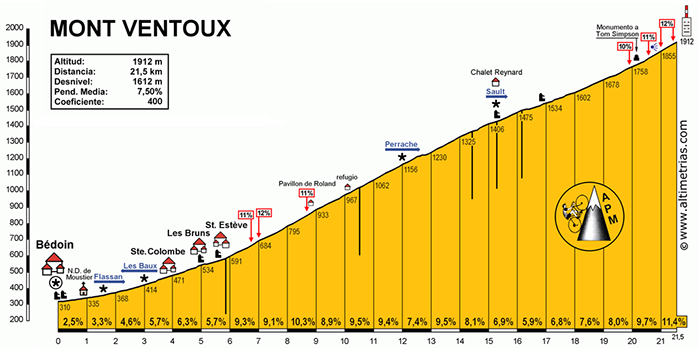 MONT VENTOUX
Altitud: 1912 m
Distancia: 21,5 km
Desnivel: 1612 m
Pend. Media: 7,50%
Coeficiente: 400
2000
1900
1800
1700
1600
1500
1400
1300
1200
1100
1000
900
800
700
600
500
400
300
200
Bédoin
N.D. de
Moustier
Flassan
Les Baux
Ste.Colombe
Les Bruns
St. Estève
11%
12%
11%
Pavillon de Roland
refugio
Perrache
Chalet Reynard
Sault
Monumento a
Tom Simpson
10%
11%
12%
1912
310
335
368
414
471
534
591
684
795
933
967
1062
1156
1230
1325
1406
1475
1534
1602
1678
1758
1855
APM
© www.altimetrias.com
2,5% 3,3% 4,6% 5,7% 6,3% 5,7% 9,3% 9,1% 10,3% 8,9% 9,5% 9,4% 7,4% 9,5% 8,1% 6,9% 5,9% 6,8% 7,6% 8,0% 9,7% 11,4%
0 1 2 3 4 5 6 7 8 9 10 11 12 13 14 15 16 17 18 19 20 21 21,5